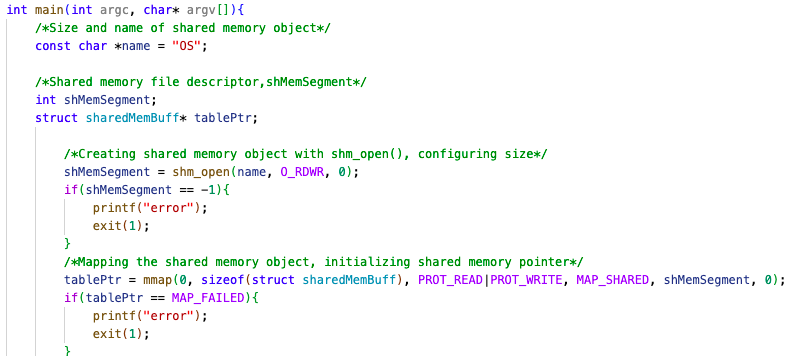 int main(int argc, char* argv[]){
    /*Size and name of shared memory object*/
    const char *name = "OS";

    /*Shared memory file descriptor,shMemSegment*/
    int shMemSegment;
    struct sharedMemBuff* tablePtr;

        /*Creating shared memory object with shm_open(), configuring size*/
        shMemSegment = shm_open(name, O_RDWR, 0);
        if(shMemSegment == -1){
            printf("error");
            exit(1);
        }
        /*Mapping the shared memory object, initializing shared memory pointer*/
        tablePtr = mmap(0, sizeof(struct sharedMemBuff), PROT_READ|PROT_WRITE, MAP_SHARED, shMemSegment, 0);
        if(tablePtr == MAP_FAILED){
            printf("error");
            exit(1);
        }